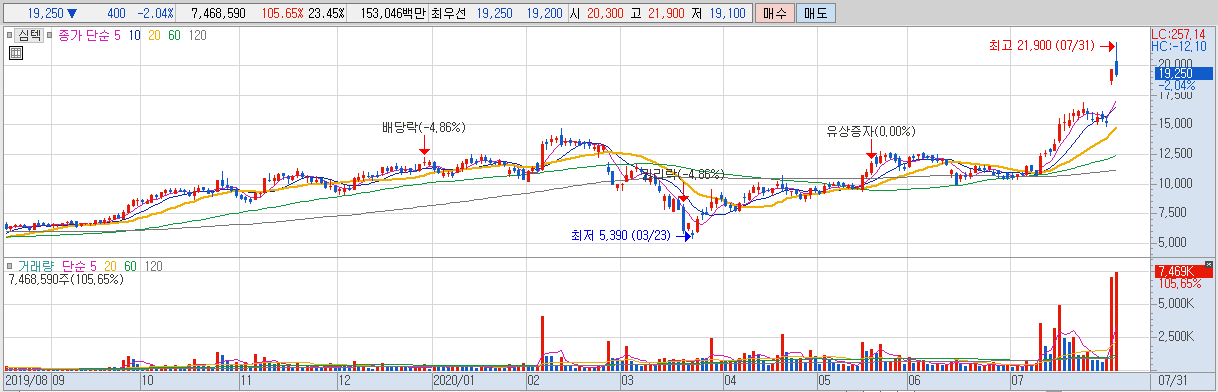 19,250 ▼ 400 -2.04% 7,468,590 105.65% 23.45% 153,046백만 최우선 19,250 19,200 시 20,300 고 21,900 저 19,100 매수 매도
심텍 종가 단순 5 10 20 60 120
LC:257.14
HC:-12.10
최고 21,900 (07/31)
20,000
19,250
-2.04%
17,500
배당락(-4.86%)
유상증자(0.00%)
15,000
12,500
권리락(-4.86%)
10,000
7,500
최저 5,390 (03/23)
5,000
거래량 단순 5 20 60 120
7,468,590주(105.65%)
7,469K
105.65%
5,000K
2,500K
2019/08 09 10 11 12 2020/01 02 03 04 05 06 07 07/31